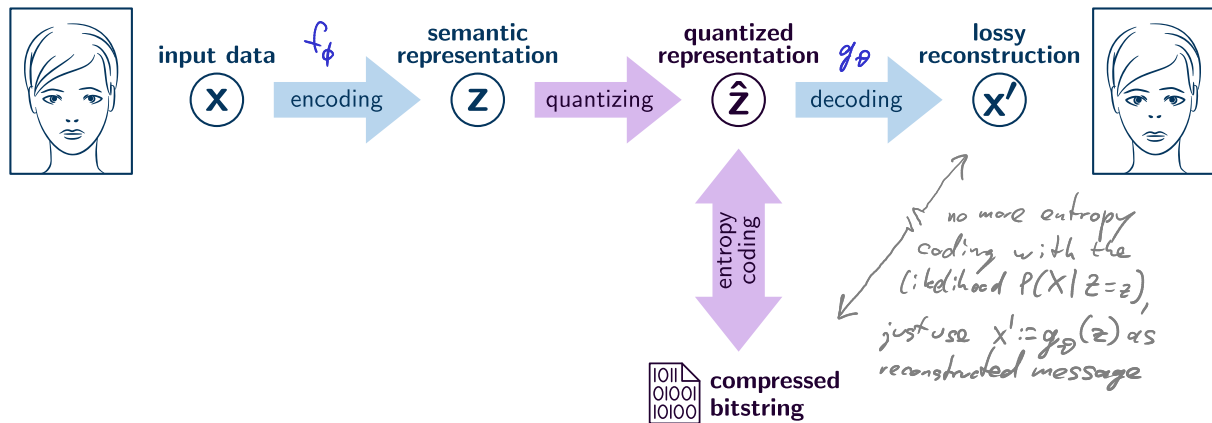 input data
f_ϕ
semantic
representation
quantized
representation
g_θ
lossy
reconstruction
x
encoding
z
quantizing
ẑ
decoding
x′
entropy
coding
no more entropy
coding with the
likelihood P(X|Z=z),
just use x' := g_θ(z) as
reconstructed message
1011
01001
10100
compressed
bitstring